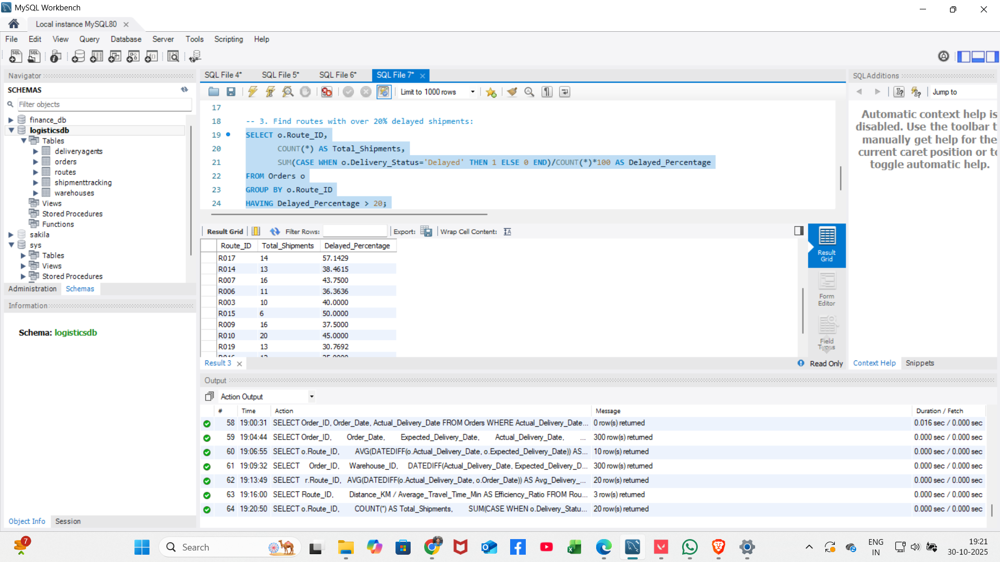 MySQL Workbench
Local instance MySQL80
File Edit View Query Database Server Tools Scripting Help
Navigator
SCHEMAS
Filter objects
finance_db
logisticsdb
Tables
deliveryagents
orders
routes
shipmenttracking
warehouses
Views
Stored Procedures
Functions
sakila
sys
Tables
Views
Stored Procedures
Administration Schemas
Information
Schema: logisticsdb
Object Info Session
SQL File 4* SQL File 5* SQL File 6* SQL File 7*
Limit to 1000 rows
17
18 -- 3. Find routes with over 20% delayed shipments:
19 SELECT o.Route_ID,
20 COUNT(*) AS Total_Shipments,
21 SUM(CASE WHEN o.Delivery_Status='Delayed' THEN 1 ELSE 0 END)/COUNT(*)*100 AS Delayed_Percentage
22 FROM Orders o
23 GROUP BY o.Route_ID
24 HAVING Delayed_Percentage > 20;
Result Grid Filter Rows: Export: Wrap Cell Content:
Route_ID Total_Shipments Delayed_Percentage
R017 14 57.1429
R014 13 38.4615
R007 16 43.7500
R006 11 36.3636
R003 10 40.0000
R015 6 50.0000
R009 16 37.5000
R010 20 45.0000
R019 13 30.7692
Result Grid
Form Editor
Field Types
Result 3
Read Only
SQLAdditions
Jump to
Automatic context help is
disabled. Use the toolbar t
manually get help for the
current caret position or to
toggle automatic help.
Context Help Snippets
Output
Action Output
# Time Action Message Duration / Fetch
58 19:00:31 SELECT Order_ID, Order_Date, Actual_Delivery_Date FROM Orders WHERE Actual_Delivery_Date... 0 row(s) returned 0.016 sec / 0.000 sec
59 19:04:44 SELECT Order_ID, Order_Date, Expected_Delivery_Date, Actual_Delivery_Date, ... 300 row(s) returned 0.000 sec / 0.000 sec
60 19:06:55 SELECT o.Route_ID, AVG(DATEDIFF(o.Actual_Delivery_Date, o.Expected_Delivery_Date)) AS... 10 row(s) returned 0.000 sec / 0.000 sec
61 19:09:32 SELECT Order_ID, Warehouse_ID, DATEDIFF(Actual_Delivery_Date, Expected_Delivery_D... 300 row(s) returned 0.000 sec / 0.000 sec
62 19:13:49 SELECT r.Route_ID, AVG(DATEDIFF(o.Actual_Delivery_Date, o.Order_Date)) AS Avg_Delivery_... 20 row(s) returned 0.000 sec / 0.000 sec
63 19:16:00 SELECT Route_ID, Distance_KM / Average_Travel_Time_Min AS Efficiency_Ratio FROM Rou... 3 row(s) returned 0.000 sec / 0.000 sec
64 19:20:50 SELECT o.Route_ID, COUNT(*) AS Total_Shipments, SUM(CASE WHEN o.Delivery_Statu... 20 row(s) returned 0.000 sec / 0.000 sec
7
Search
ENG
IN
19:21
30-10-2025